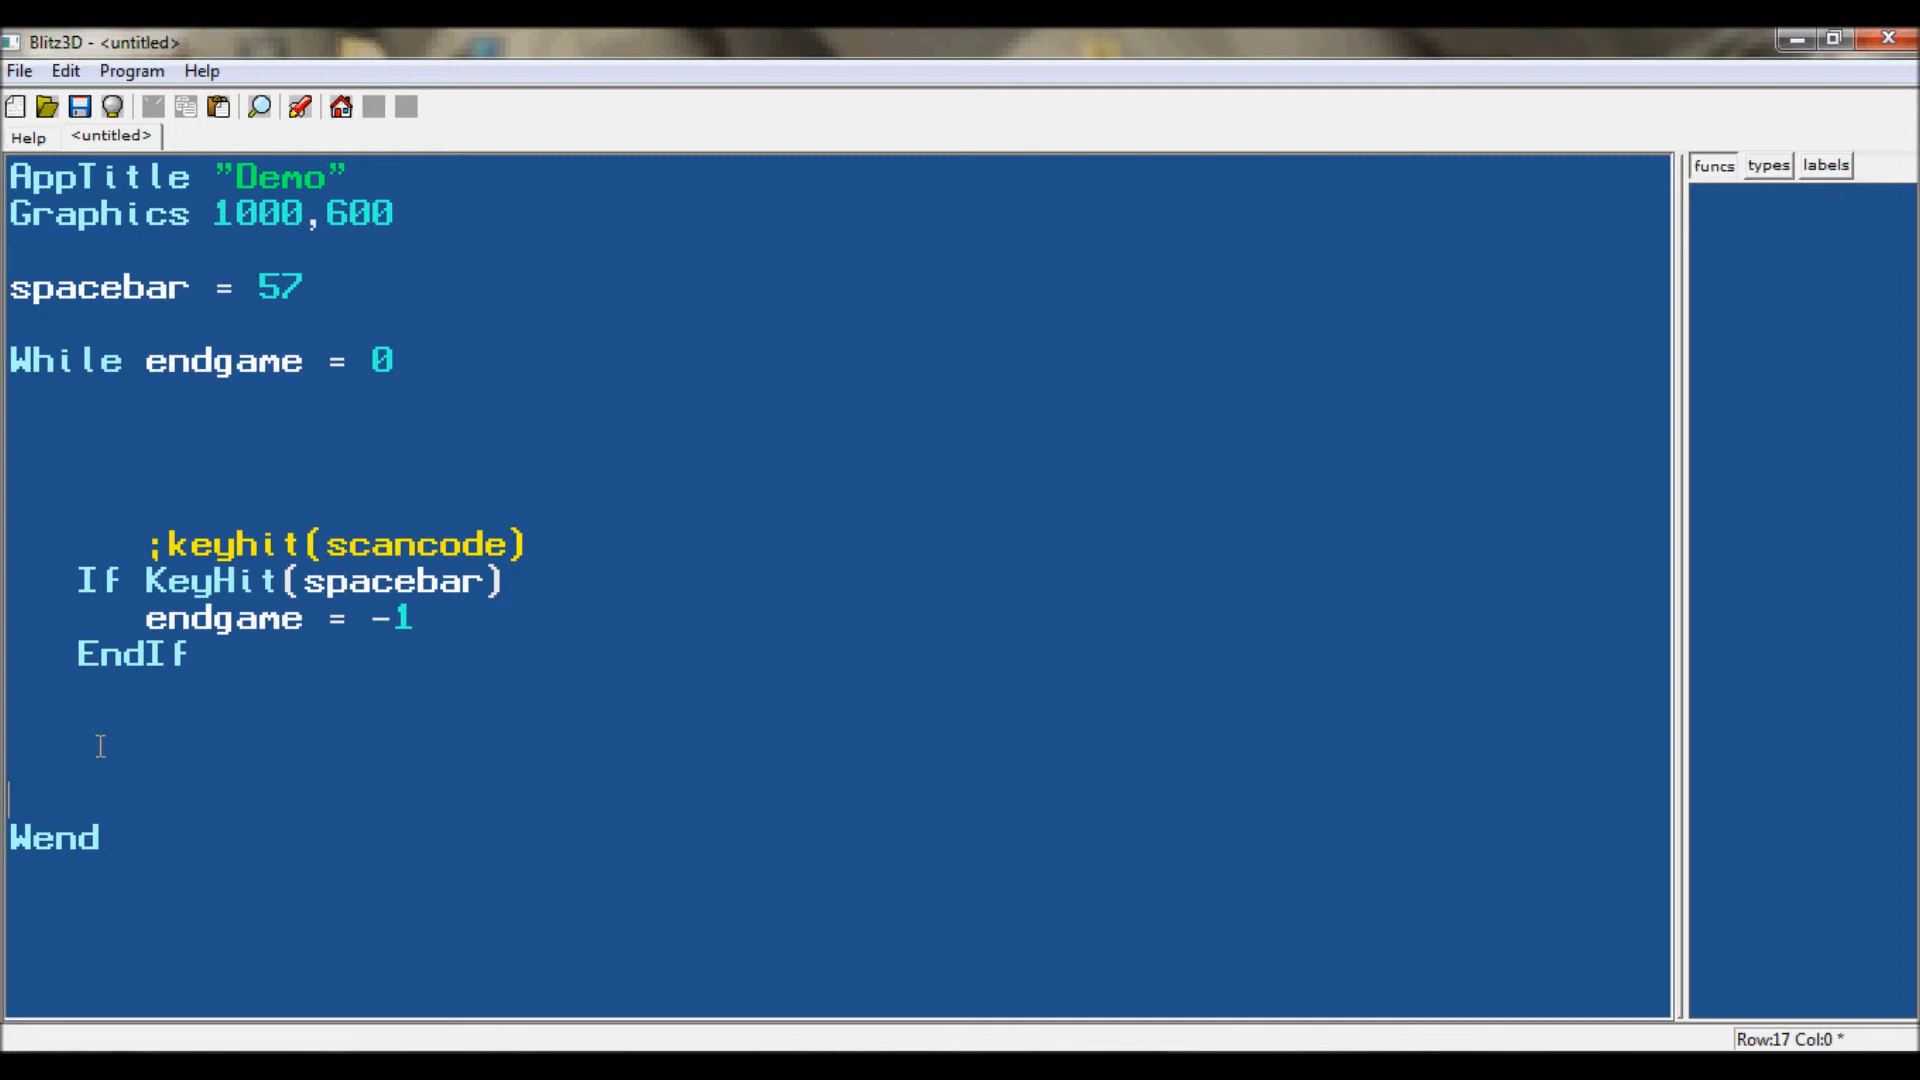 Blitz3D - <untitled>
File Edit Program Help
Help <untitled>
funcs types labels
AppTitle "Demo"
Graphics 1000,600
spacebar = 57
While endgame = 0
;keyhit(scancode)
If KeyHit(spacebar)
endgame = -1
EndIf
Wend
Row:17 Col:0 *